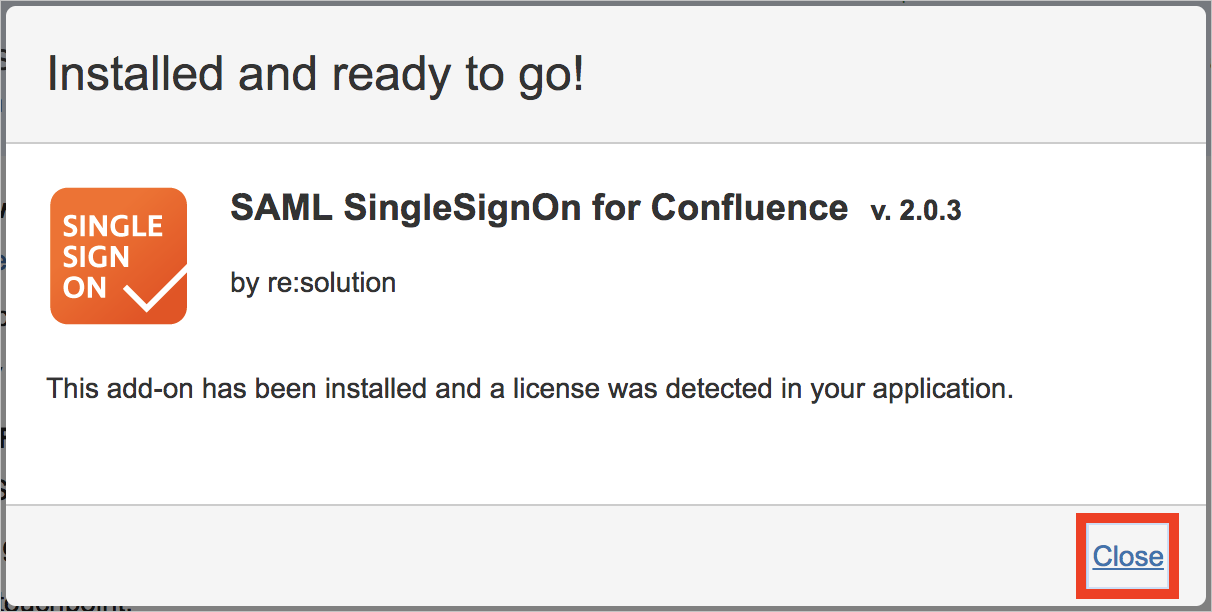 Installed and ready to go!
SINGLE
SIGN
ON
SAML SingleSignOn for Confluence v. 2.0.3
by re:solution
This add-on has been installed and a license was detected in your application.
Close